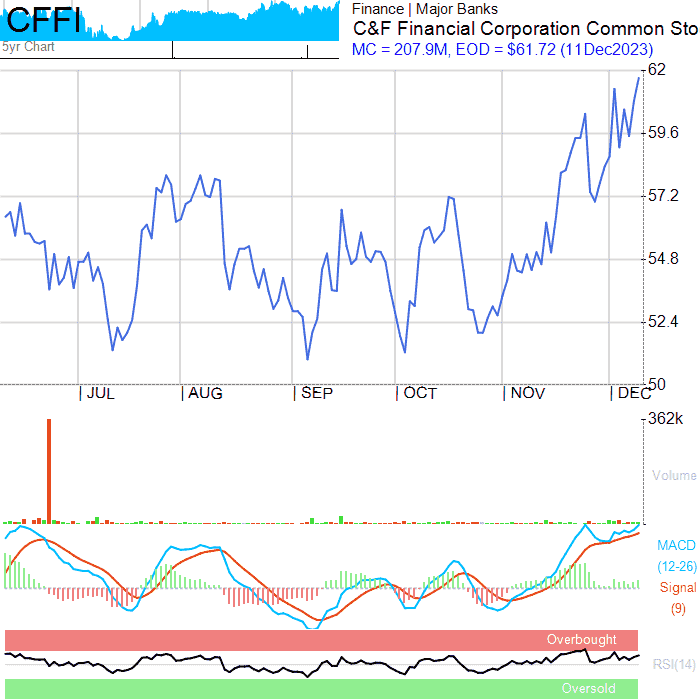 CFFI
5yr Chart
Finance | Major Banks
C&F Financial Corporation Common Sto
MC = 207.9M, EOD = $61.72 (11Dec2023)
62
59.6
57.2
54.8
52.4
50
JUL AUG SEP OCT NOV DEC
362k
Volume
MACD
(12-26)
Signal
(9)
Overbought
RSI(14)
Oversold